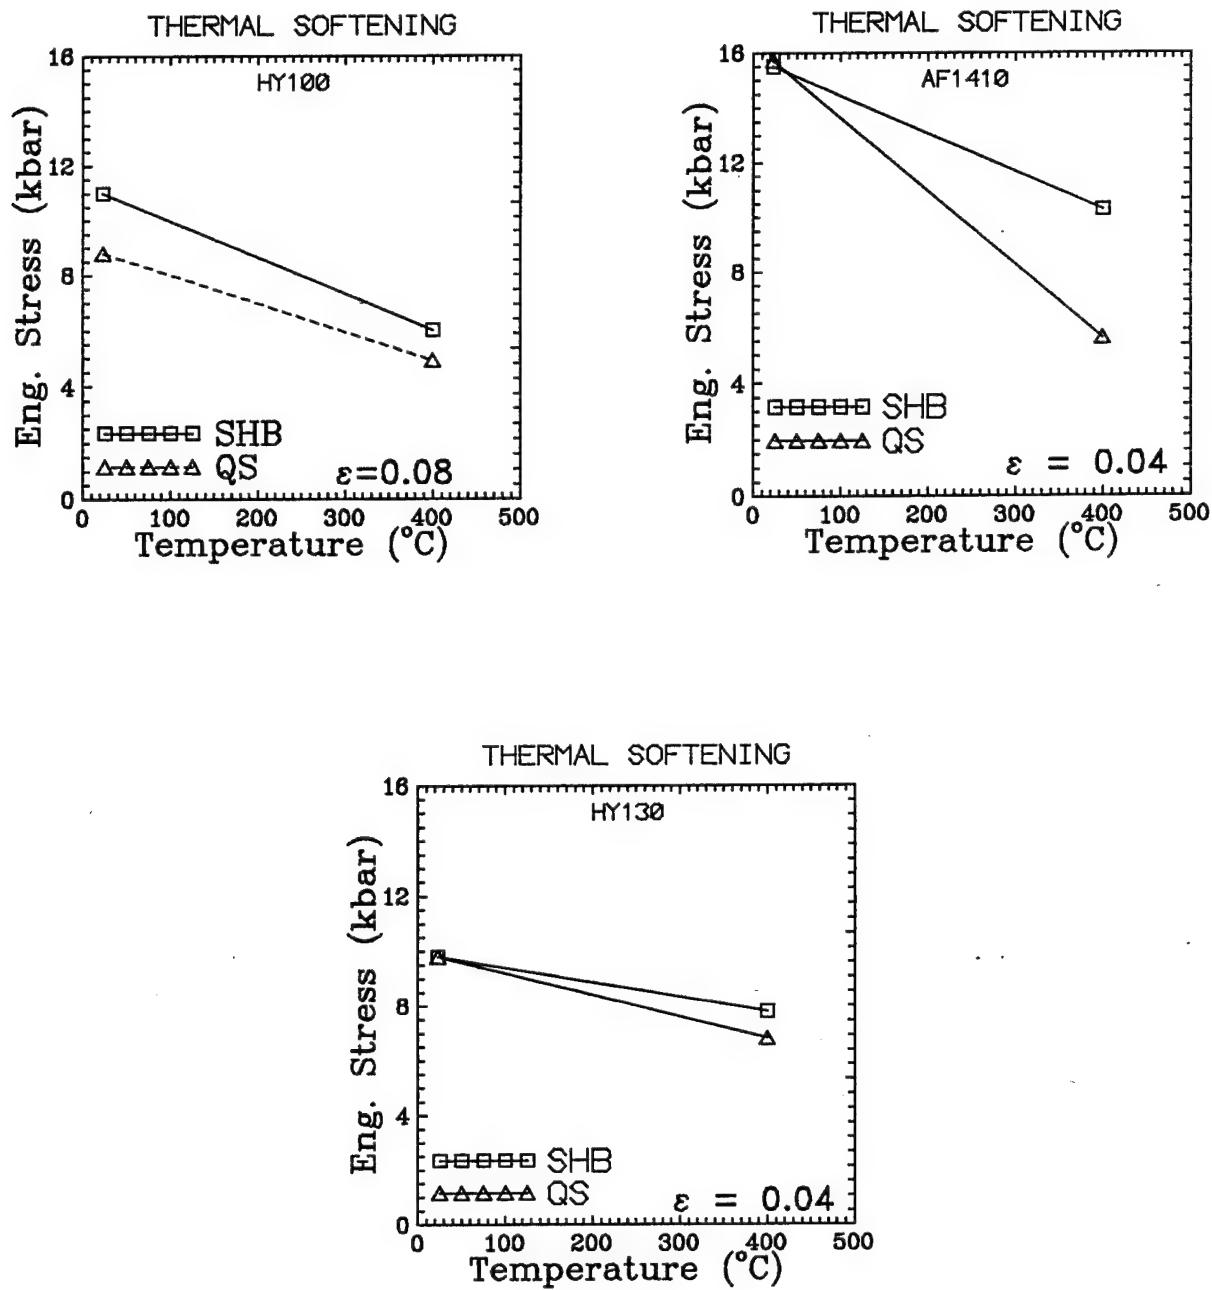 THERMAL SOFTENING
HY100
Eng. Stress (kbar)
16
12
8
4
0
SHB
QS
ε=0.08
0 100 200 300 400 500
Temperature (°C)
THERMAL SOFTENING
AF1410
Eng. Stress (kbar)
16
12
8
4
0
SHB
QS
ε = 0.04
0 100 200 300 400 500
Temperature (°C)
THERMAL SOFTENING
HY130
Eng. Stress (kbar)
16
12
8
4
0
SHB
QS
ε = 0.04
0 100 200 300 400 500
Temperature (°C)